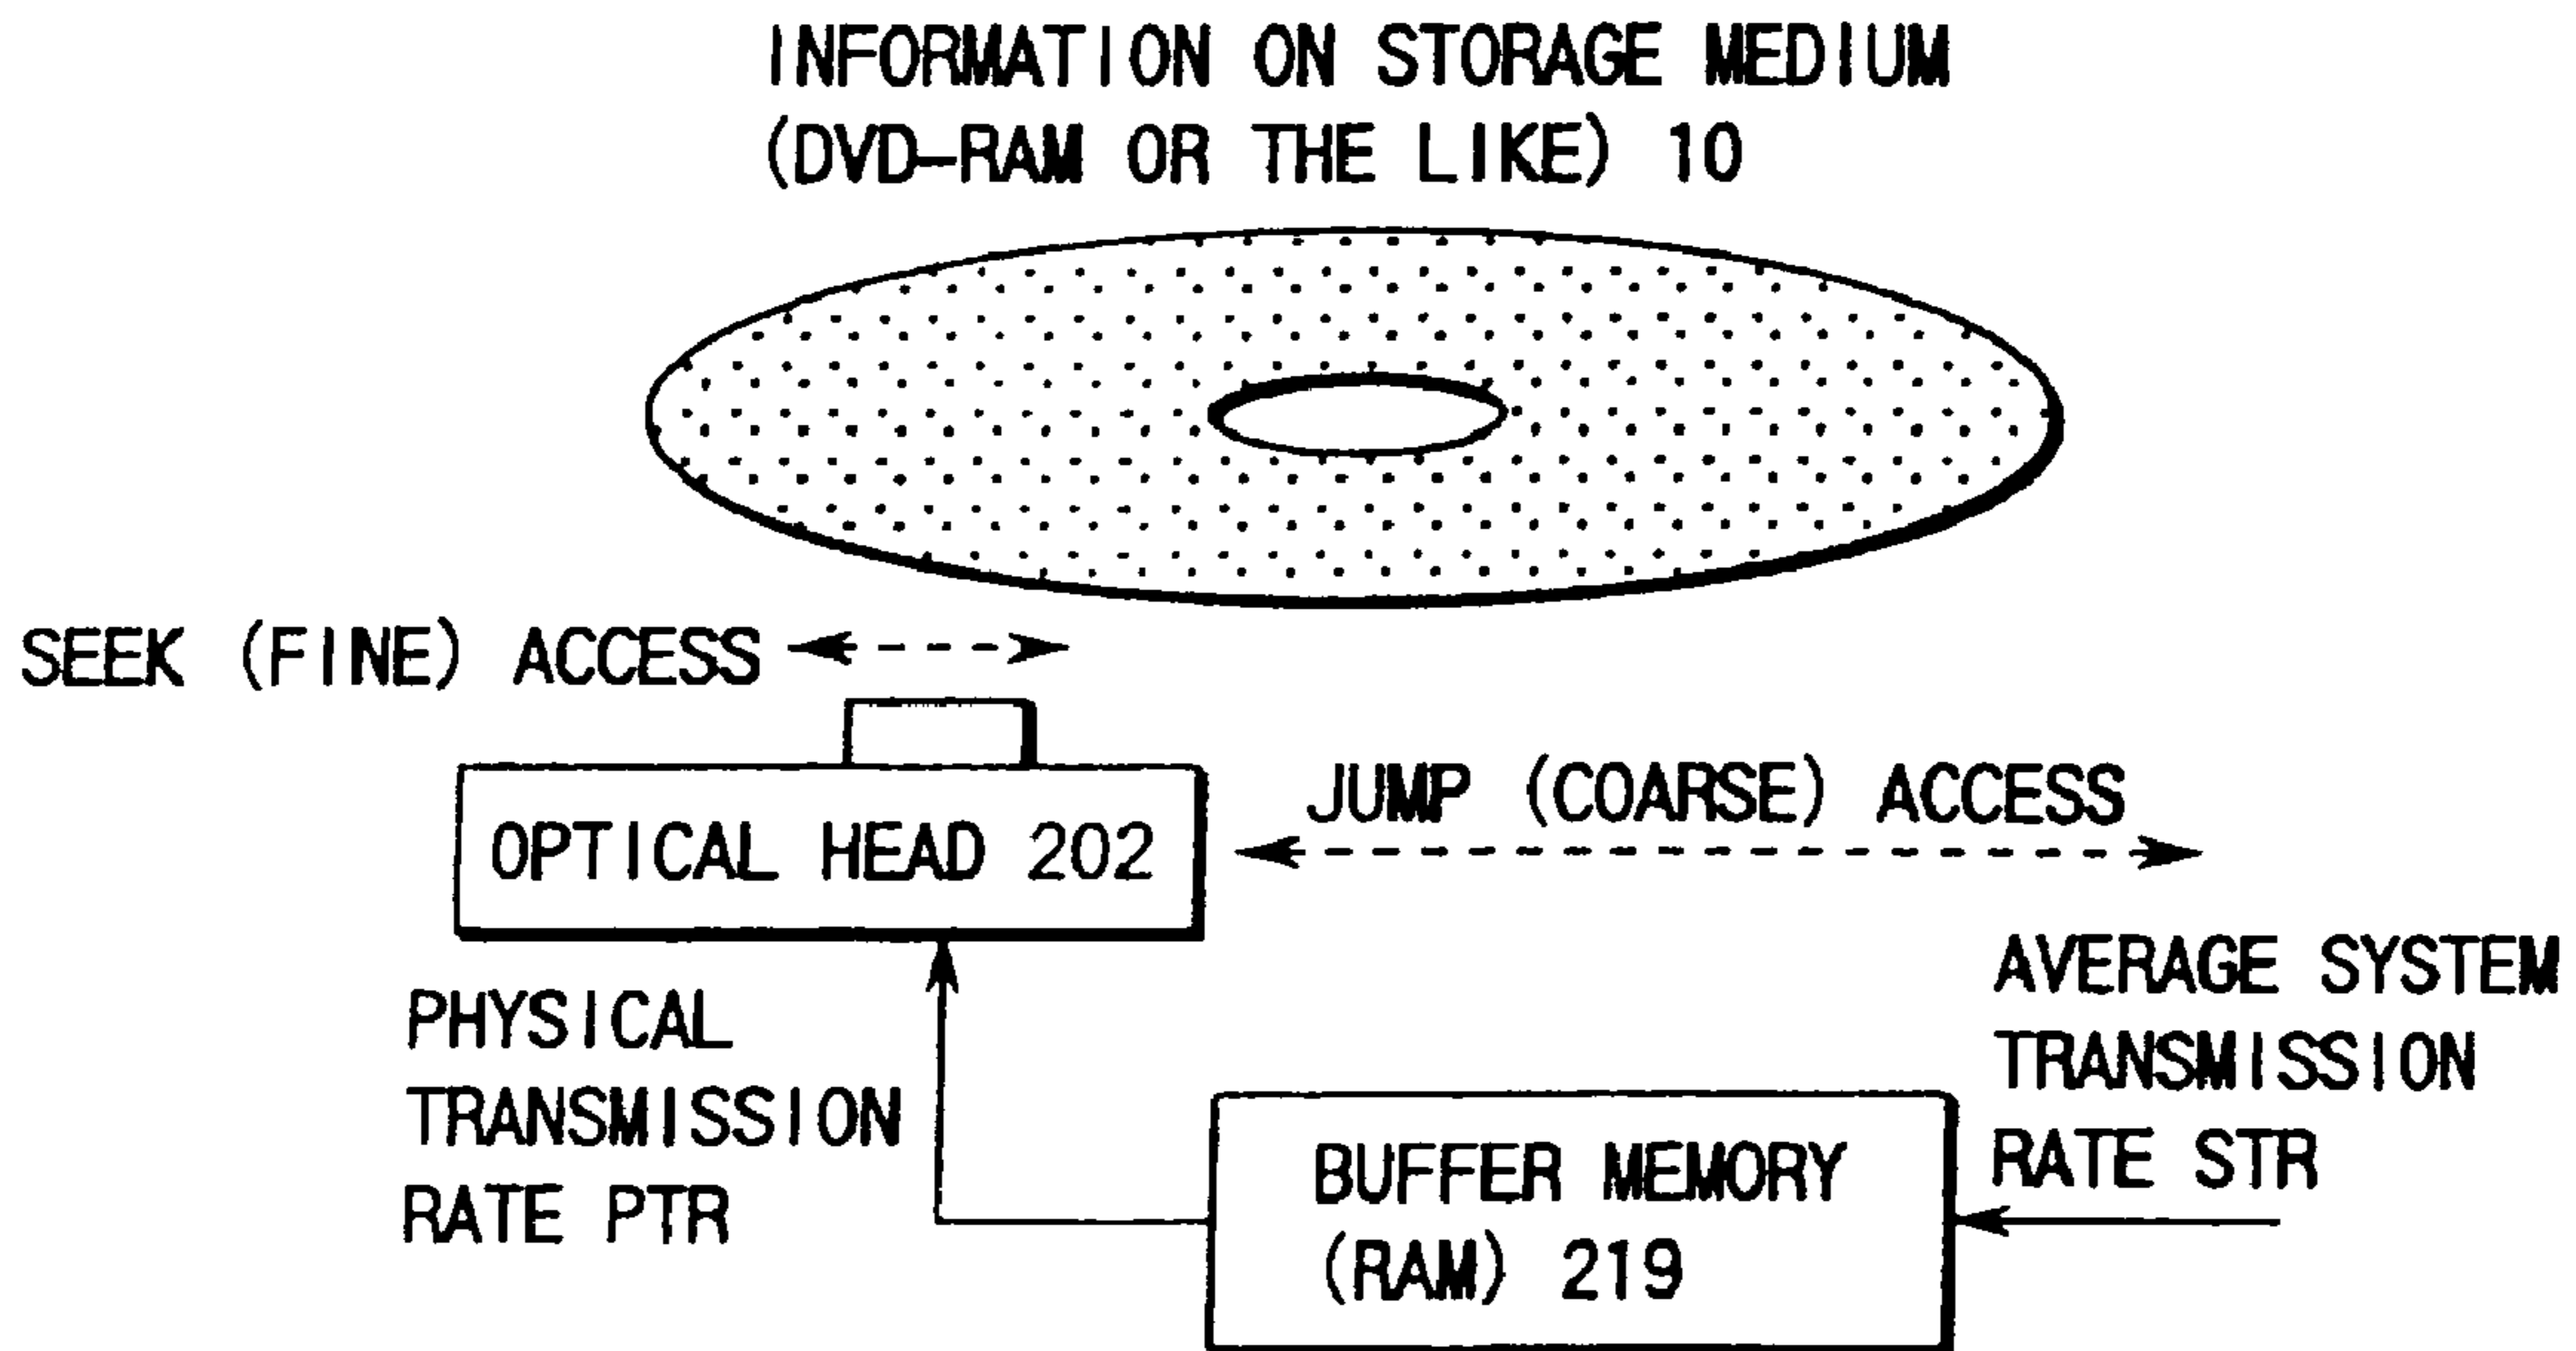 INFORMATION ON STORAGE MEDIUM
(DVD-RAM OR THE LIKE) 10
SEEK (FINE) ACCESS
JUMP (COARSE) ACCESS
OPTICAL HEAD 202
PHYSICAL
TRANSMISSION
RATE PTR
AVERAGE SYSTEM
TRANSMISSION
RATE STR
BUFFER MEMORY
(RAM) 219